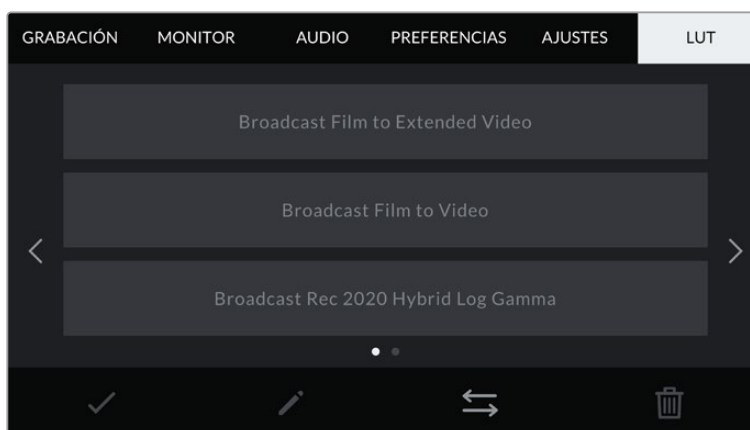 GRABACIÓN MONITOR AUDIO PREFERENCIAS AJUSTES LUT
Broadcast Film to Extended Video
Broadcast Film to Video
Broadcast Rec 2020 Hybrid Log Gamma